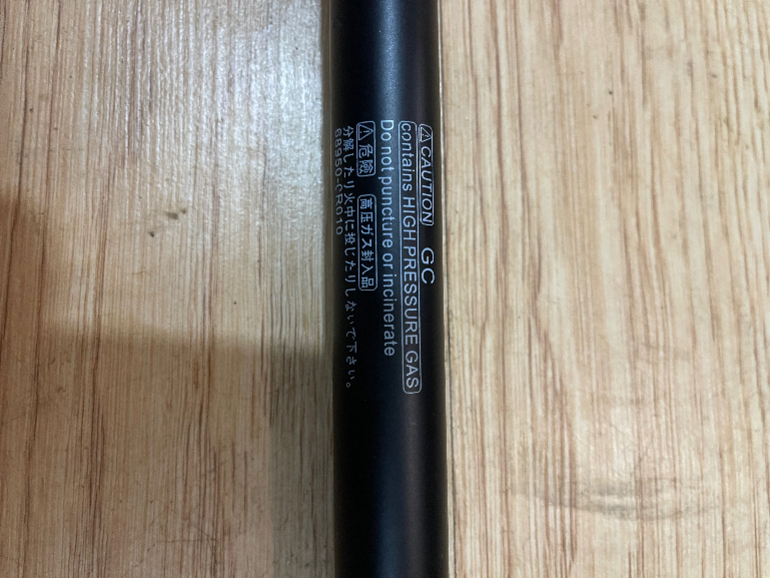 ⚠CAUTION GC
contains HIGH PRESSURE GAS
Do not puncture or incinerate
⚠危険 高圧ガス封入品
分解したり火中に投じたりしないで下さい。
68950-0R010